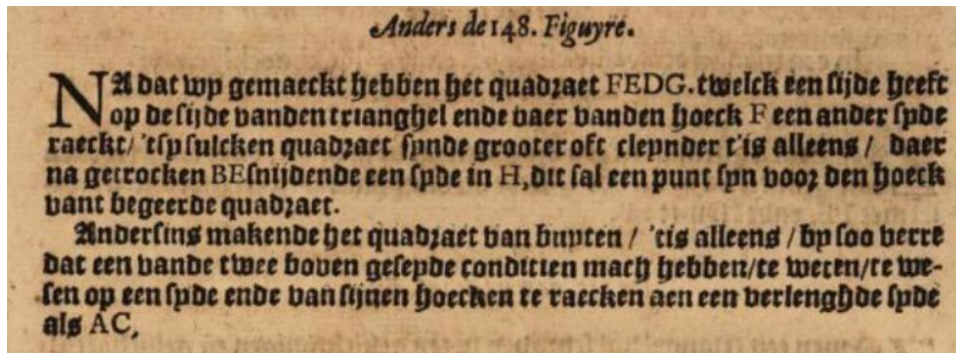 Anders de 148. Figuyre.
NA dat wy gemaeckt hebben het quadraet FEDG. twelck een sijde heeft
op de sijde vanden trianghel ende daer vanden hoeck F een ander syde
raeckt/ 'tsy sulcken quadraet synde grooter oft cleynder t'is alleens / daer
na getrocken BE snijdende een syde in H, dit sal een punt syn voor den hoeck
vant begeerde quadraet.
Andersins makende het quadraet van buyten / 'tis alleens / by soo verre
dat een vande twee boven geseyde conditien mach hebben/te weten/te we-
sen op een syde ende van sijnen hoecken te raecken aen een verlenghde syde
als AC.